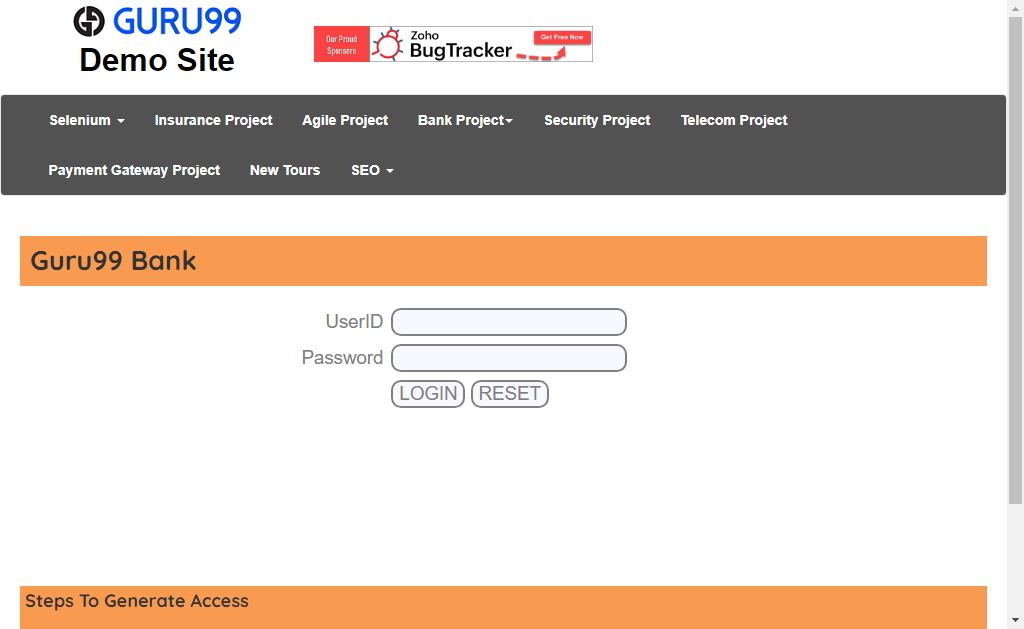 GURU99
Demo Site
Our Proud
Sponsors
Zoho
BugTracker
Get Free Now
Selenium
Insurance Project
Agile Project
Bank Project
Security Project
Telecom Project
Payment Gateway Project
New Tours
SEO
Guru99 Bank
UserID
Password
LOGIN
RESET
Steps To Generate Access